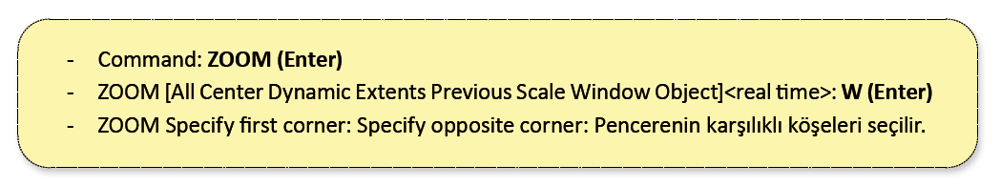 - Command: ZOOM (Enter)
- ZOOM [All Center Dynamic Extents Previous Scale Window Object]<real time>: W (Enter)
- ZOOM Specify first corner: Specify opposite corner: Pencerenin karşılıklı köşeleri seçilir.